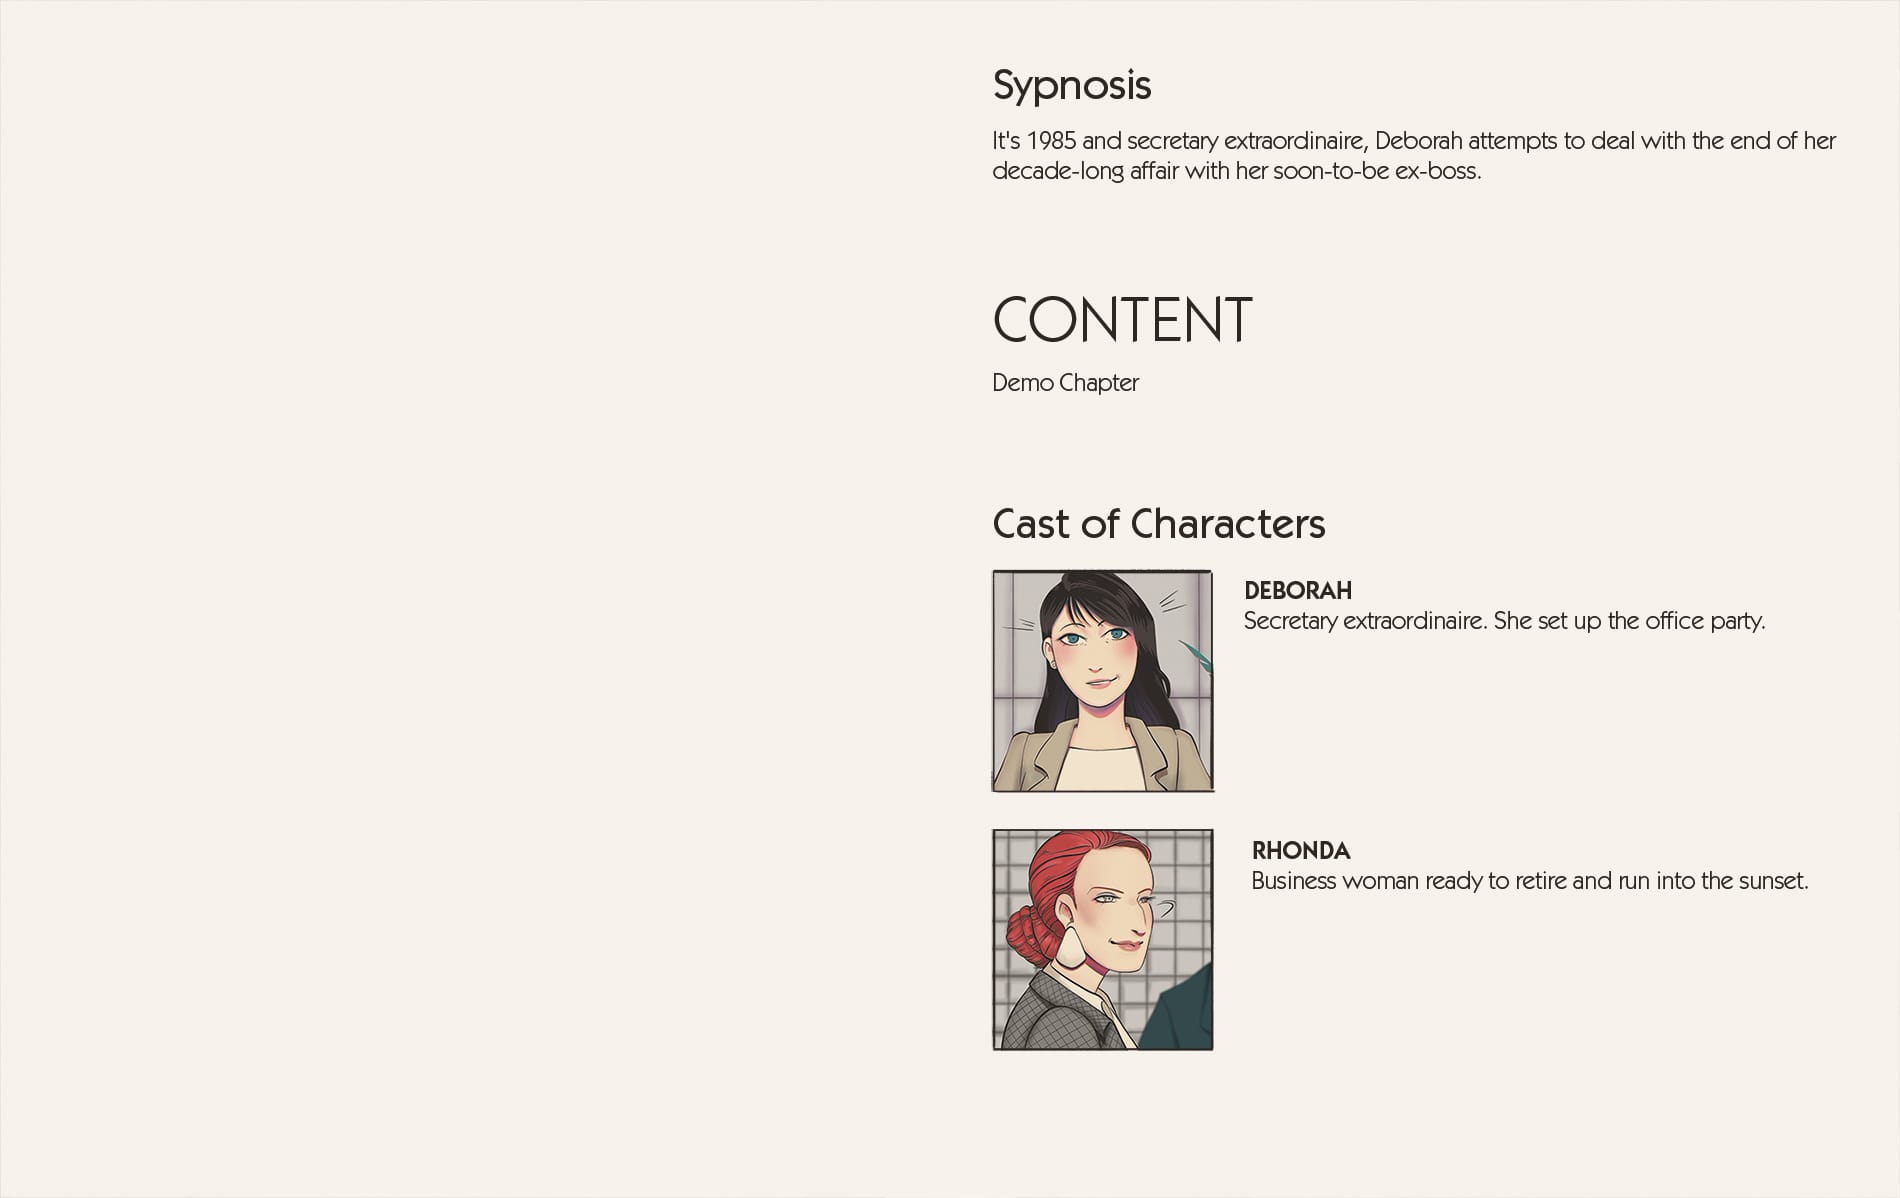 Sypnosis
It's 1985 and secretary extraordinaire, Deborah attempts to deal with the end of her
decade-long affair with her soon-to-be ex-boss.
CONTENT
Demo Chapter
Cast of Characters
DEBORAH
Secretary extraordinaire. She set up the office party.
RHONDA
Business woman ready to retire and run into the sunset.